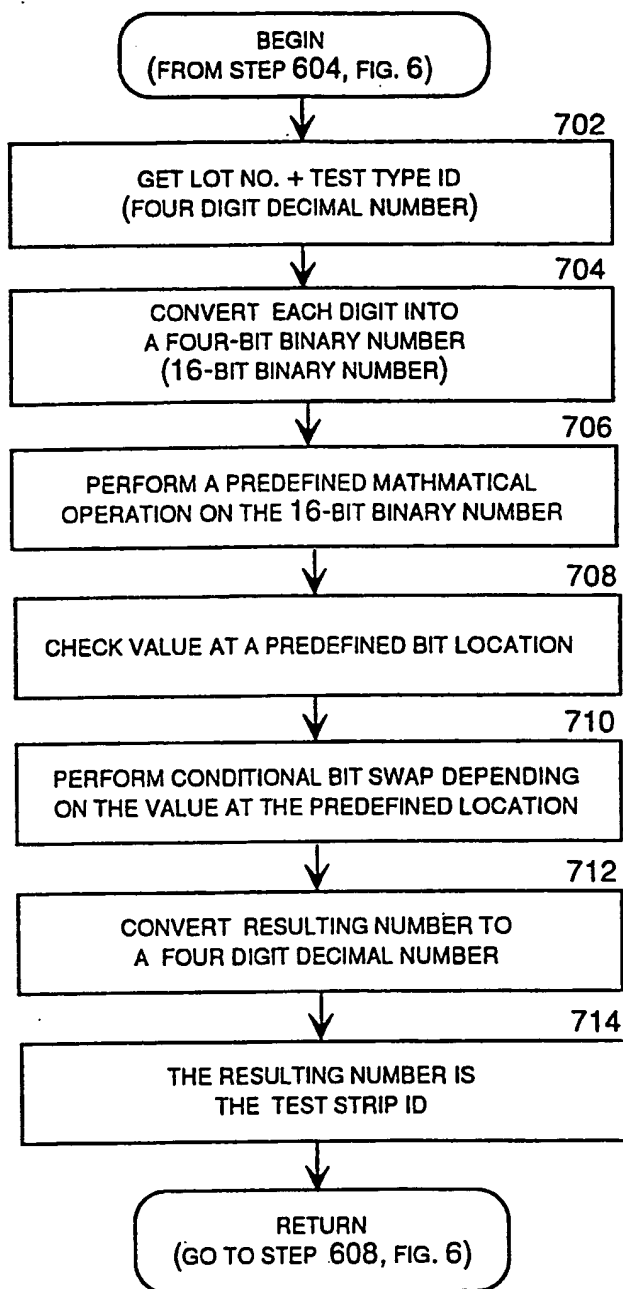 BEGIN
(FROM STEP 604, FIG. 6)
702
GET LOT NO. + TEST TYPE ID
(FOUR DIGIT DECIMAL NUMBER)
704
CONVERT EACH DIGIT INTO
A FOUR-BIT BINARY NUMBER
(16-BIT BINARY NUMBER)
706
PERFORM A PREDEFINED MATHMATICAL
OPERATION ON THE 16-BIT BINARY NUMBER
708
CHECK VALUE AT A PREDEFINED BIT LOCATION
710
PERFORM CONDITIONAL BIT SWAP DEPENDING
ON THE VALUE AT THE PREDEFINED LOCATION
712
CONVERT RESULTING NUMBER TO
A FOUR DIGIT DECIMAL NUMBER
714
THE RESULTING NUMBER IS
THE TEST STRIP ID
RETURN
(GO TO STEP 608, FIG. 6)